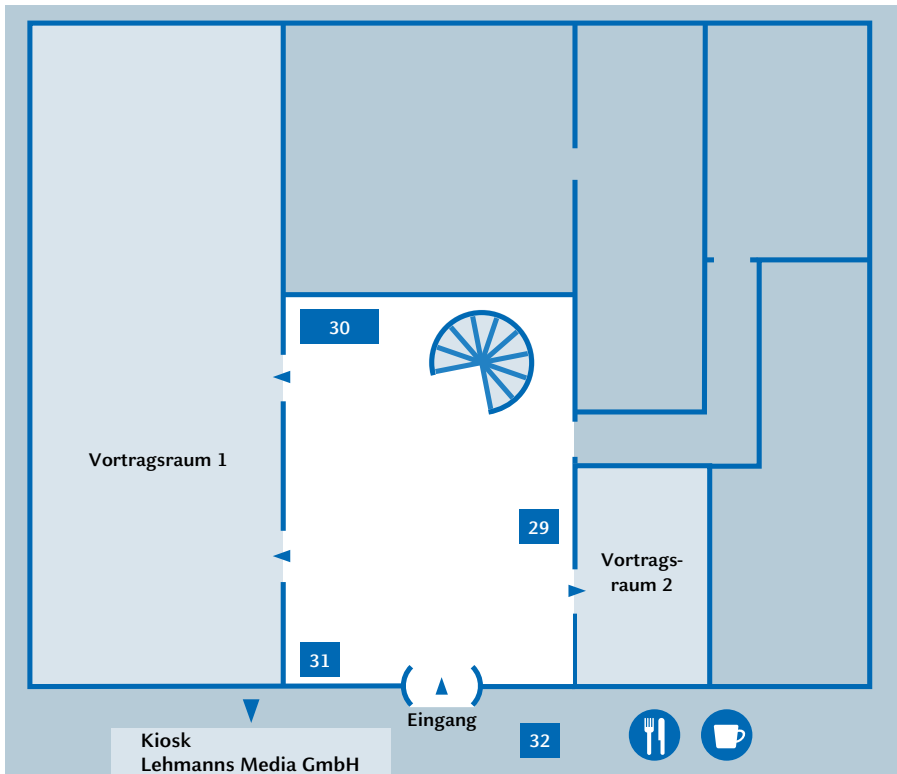 30
Vortragsraum 1
29
Vortrags-
raum 2
31
Eingang
32
Kiosk
Lehmanns Media GmbH